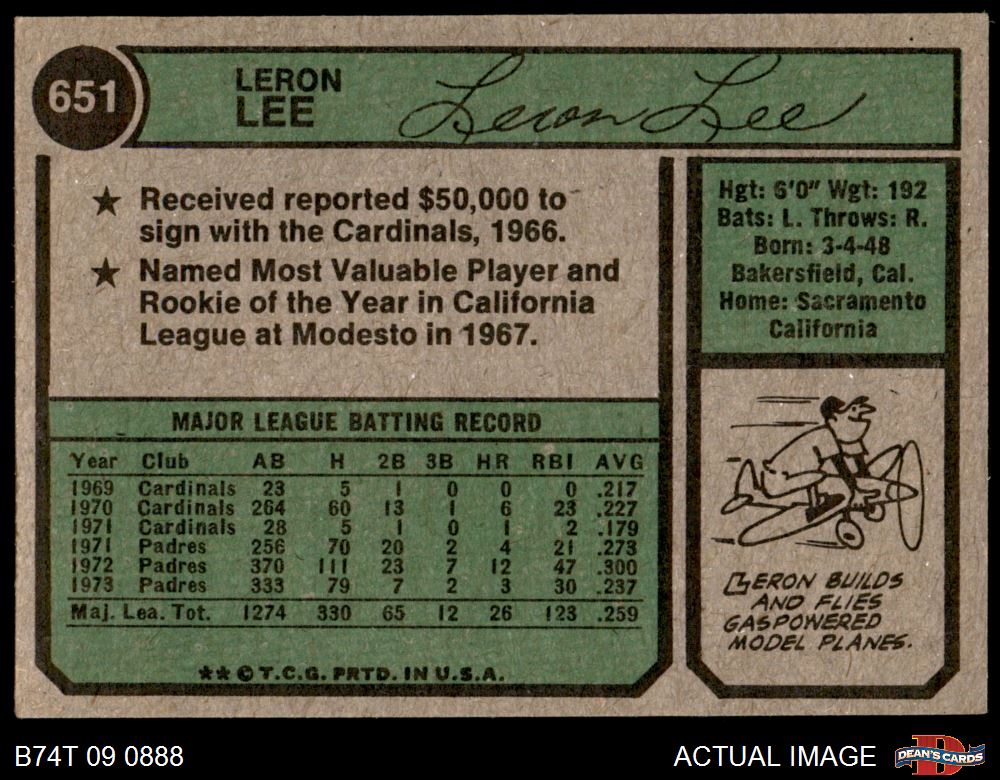 651
LERON
LEE
Leron Lee
★ Received reported $50,000 to
sign with the Cardinals, 1966.
★ Named Most Valuable Player and
Rookie of the Year in California
League at Modesto in 1967.
Hgt: 6'0" Wgt: 192
Bats: L. Throws: R.
Born: 3-4-48
Bakersfield, Cal.
Home: Sacramento
California
MAJOR LEAGUE BATTING RECORD
Year Club AB H 2B 3B HR RBI AVG
1969 Cardinals 23 5 1 0 0 0 .217
1970 Cardinals 264 60 13 1 6 23 .227
1971 Cardinals 28 5 1 0 1 2 .179
1971 Padres 256 70 20 2 4 21 .273
1972 Padres 370 111 23 7 12 47 .300
1973 Padres 333 79 7 2 3 30 .237
Maj. Lea. Tot. 1274 330 65 12 26 123 .259
★★ © T.C.G. PRTD. IN U.S.A.
LERON BUILDS
AND FLIES
GASPOWERED
MODEL PLANES.
B74T 09 0888
ACTUAL IMAGE
D
DEAN'S CARDS